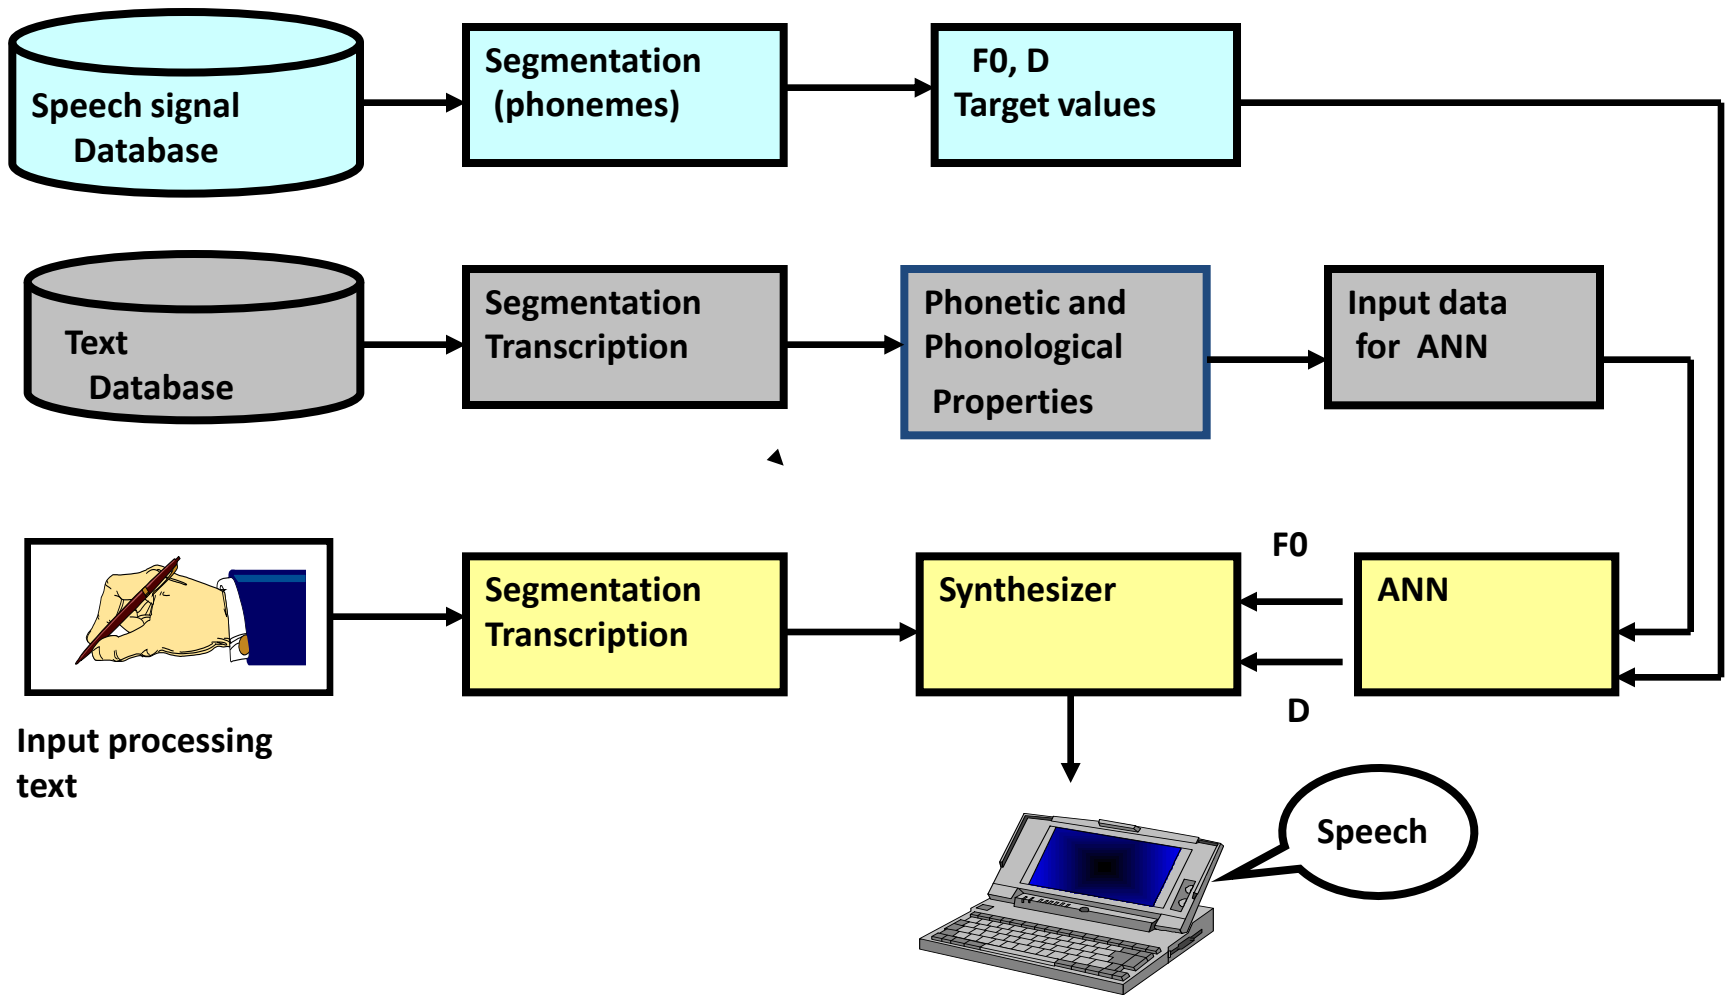 Speech signal
Database
Segmentation
(phonemes)
F0, D
Target values
Text
Database
Segmentation
Transcription
Phonetic and
Phonological
Properties
Input data
for ANN
Input processing
text
Segmentation
Transcription
Synthesizer
F0
D
ANN
Speech